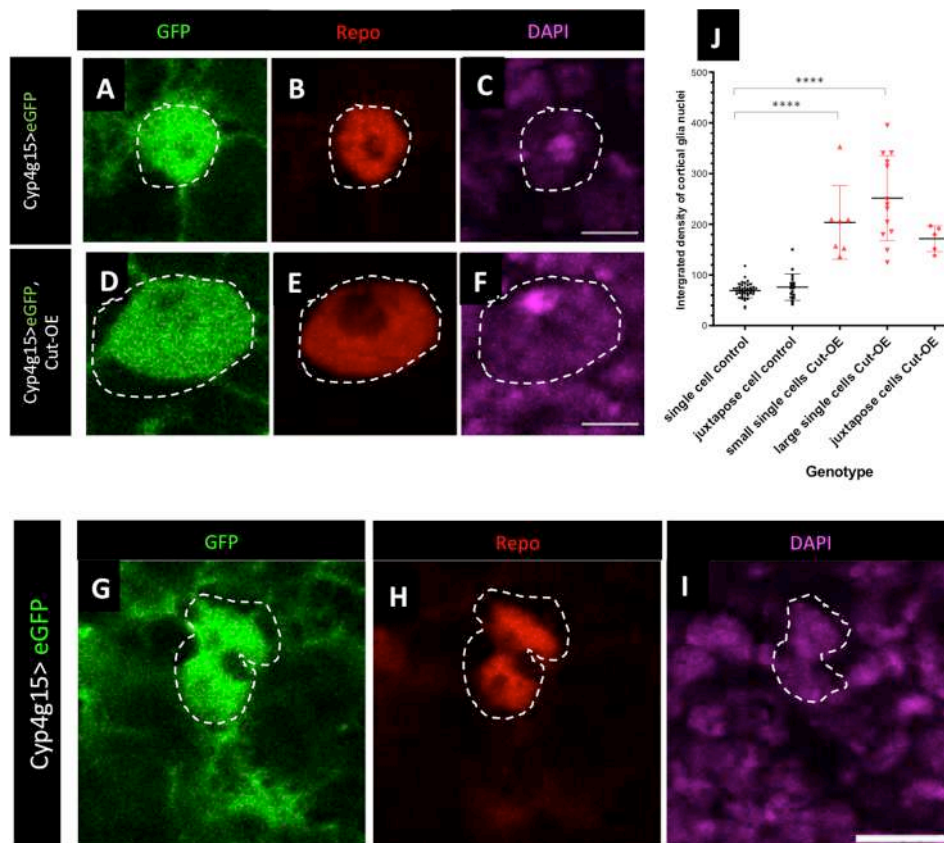 GFP
Repo
DAPI
Cyp4g15>eGFP
A
B
C
Cyp4g15>eGFP,
Cut-OE
D
E
F
J
Intergrated density of cortical glia nuclei
500
400
300
200
100
0
****
****
single cell control
juxtapose cell control
small single cells Cut-OE
large single cells Cut-OE
juxtapose cells Cut-OE
Genotype
GFP
Repo
DAPI
Cyp4g15> eGFP
G
H
I